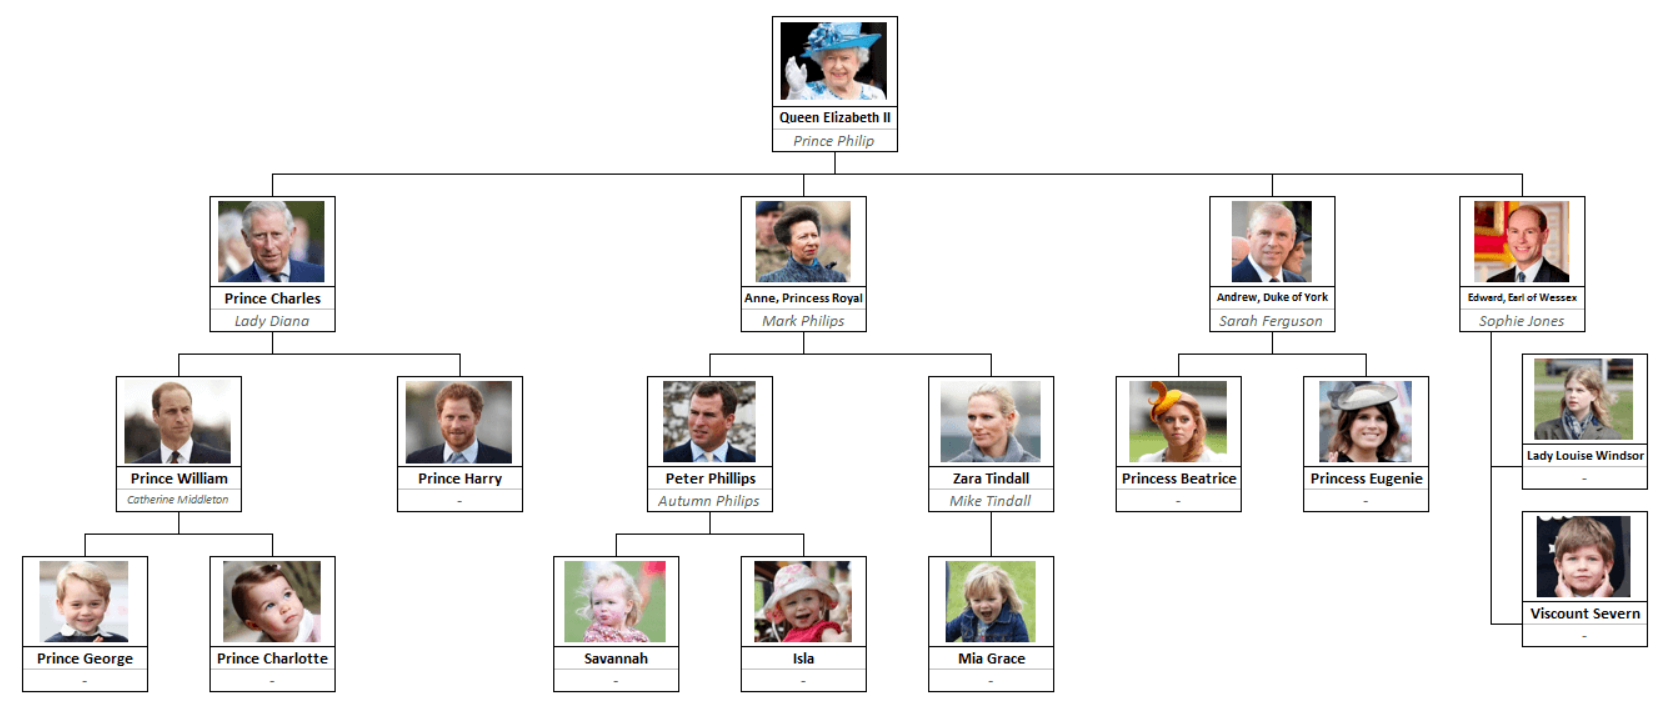 Queen Elizabeth II
Prince Philip
Prince Charles
Lady Diana
Anne, Princess Royal
Mark Philips
Andrew, Duke of York
Sarah Ferguson
Edward, Earl of Wessex
Sophie Jones
Prince William
Catherine Middleton
Prince Harry
-
Peter Phillips
Autumn Philips
Zara Tindall
Mike Tindall
Princess Beatrice
-
Princess Eugenie
-
Lady Louise Windsor
-
Prince George
-
Prince Charlotte
-
Savannah
-
Isla
-
Mia Grace
-
Viscount Severn
-